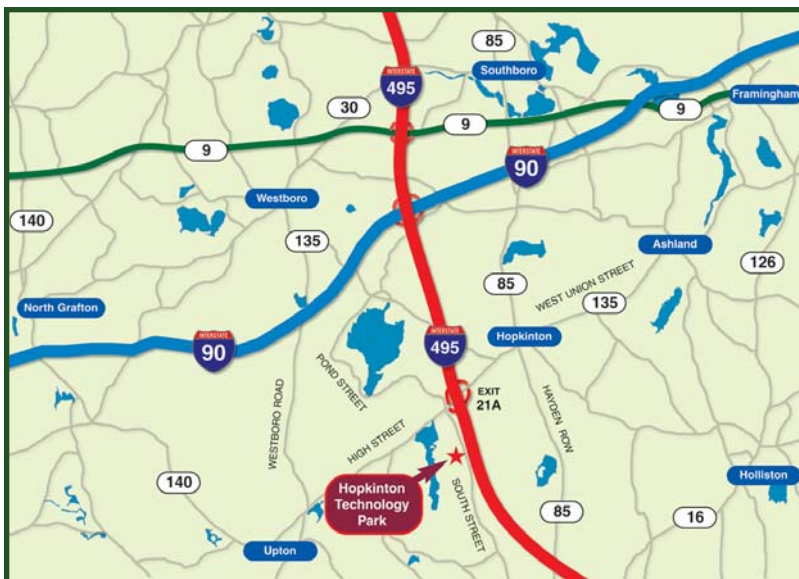 85
INTERSTATE
495
Southboro
Framingham
30
9
9
9
INTERSTATE
90
Westboro
140
135
Ashland
85
WEST UNION STREET
126
135
North Grafton
INTERSTATE
90
INTERSTATE
495
Hopkinton
POND STREET
EXIT
21A
WESTBORO ROAD
HIGH STREET
HAYDEN ROW
140
Hopkinton
Technology
Park
SOUTH STREET
Holliston
85
16
Upton